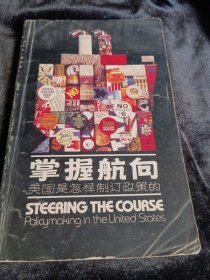 掌握航向
美国是怎样制订政策的
STEERING THE COURSE
Policymaking in the United States